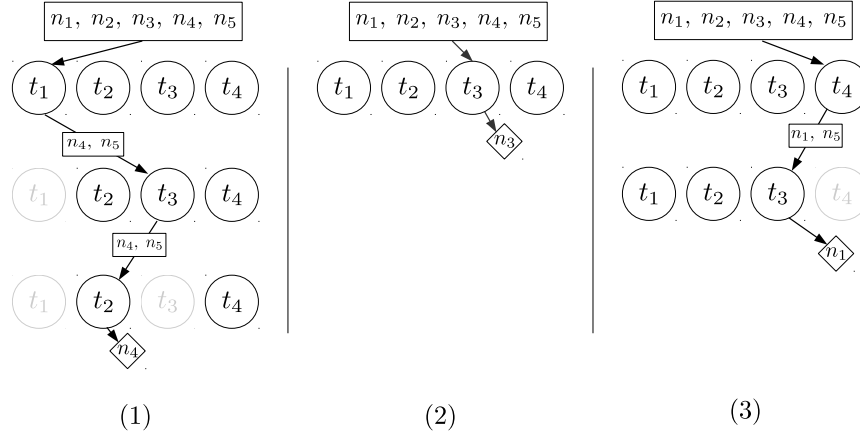 n₁, n₂, n₃, n₄, n₅
t₁ t₂ t₃ t₄
n₄, n₅
t₁ t₂ t₃ t₄
n₄, n₅
t₁ t₂ t₃ t₄
n₄
(1)
n₁, n₂, n₃, n₄, n₅
t₁ t₂ t₃ t₄
n₃
(2)
n₁, n₂, n₃, n₄, n₅
t₁ t₂ t₃ t₄
n₁, n₅
t₁ t₂ t₃ t₄
n₁
(3)